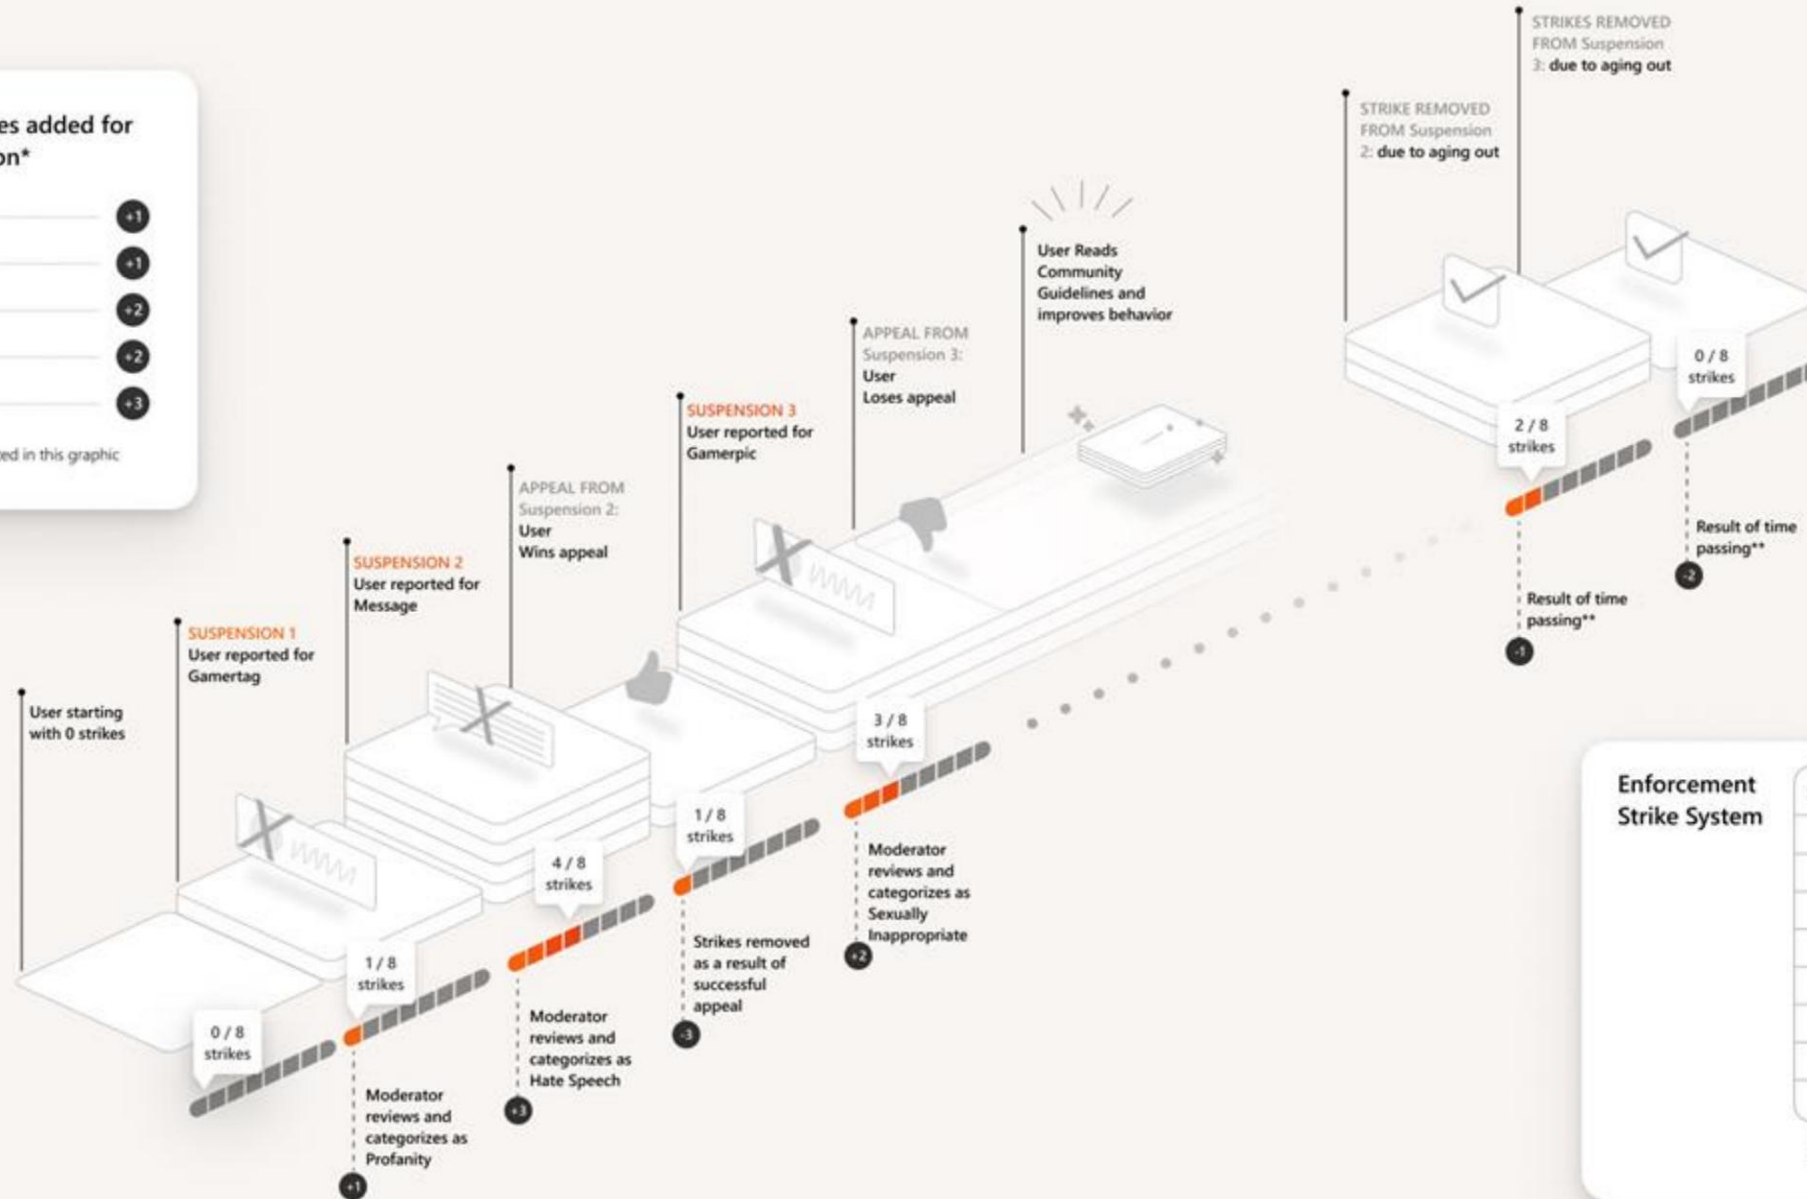 es added for
on*
+1
+1
+2
+2
+3
ed in this graphic
User starting
with 0 strikes
0 / 8
strikes
SUSPENSION 1
User reported for
Gamertag
1 / 8
strikes
Moderator
reviews and
categorizes as
Profanity
+1
SUSPENSION 2
User reported for
Message
4 / 8
strikes
Moderator
reviews and
categorizes as
Hate Speech
+3
APPEAL FROM
Suspension 2:
User
Wins appeal
1 / 8
strikes
Strikes removed
as a result of
successful
appeal
-3
SUSPENSION 3
User reported for
Gamerpic
3 / 8
strikes
Moderator
reviews and
categorizes as
Sexually
Inappropriate
+2
APPEAL FROM
Suspension 3:
User
Loses appeal
User Reads
Community
Guidelines and
improves behavior
STRIKE REMOVED
FROM Suspension
2: due to aging out
2 / 8
strikes
Result of time
passing**
-1
STRIKES REMOVED
FROM Suspension
3: due to aging out
0 / 8
strikes
Result of time
passing**
-2
Enforcement
Strike System